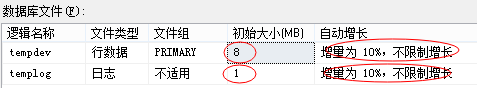 数据库文件(F):
逻辑名称 文件类型 文件组 初始大小(MB) 自动增长
tempdev 行数据 PRIMARY 8 增量为 10%，不限制增长
templog 日志 不适用 1 增量为 10%，不限制增长